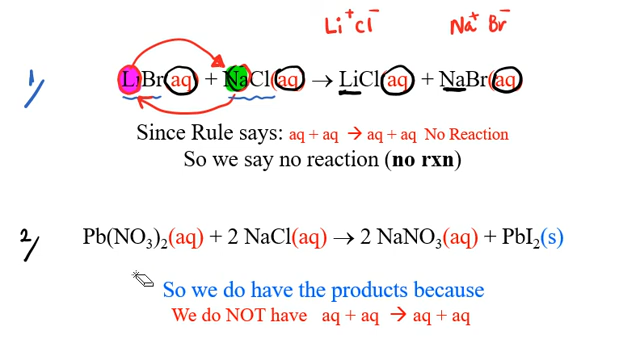 Li⁺Cl⁻ Na⁺ Br⁻
1/ LiBr(aq) + NaCl(aq) → LiCl(aq) + NaBr(aq)
Since Rule says: aq + aq → aq + aq No Reaction
So we say no reaction (no rxn)
2/ Pb(NO₃)₂(aq) + 2 NaCl(aq) → 2 NaNO₃(aq) + PbI₂(s)
So we do have the products because
We do NOT have aq + aq → aq + aq